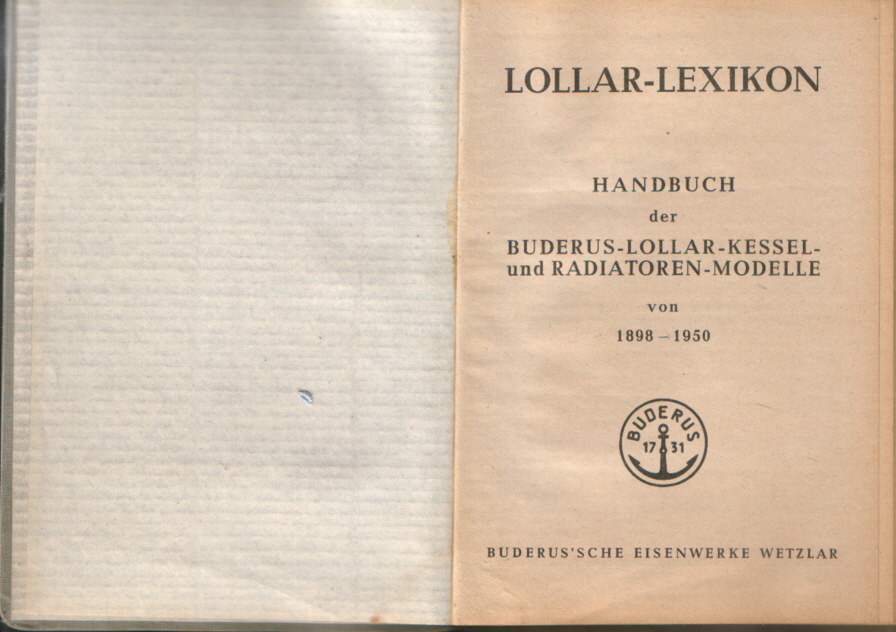 LOLLAR-LEXIKON
HANDBUCH
der
BUDERUS-LOLLAR-KESSEL-
und RADIATOREN-MODELLE
von
1898 – 1950
BUDERUS
17 31
BUDERUS'SCHE EISENWERKE WETZLAR